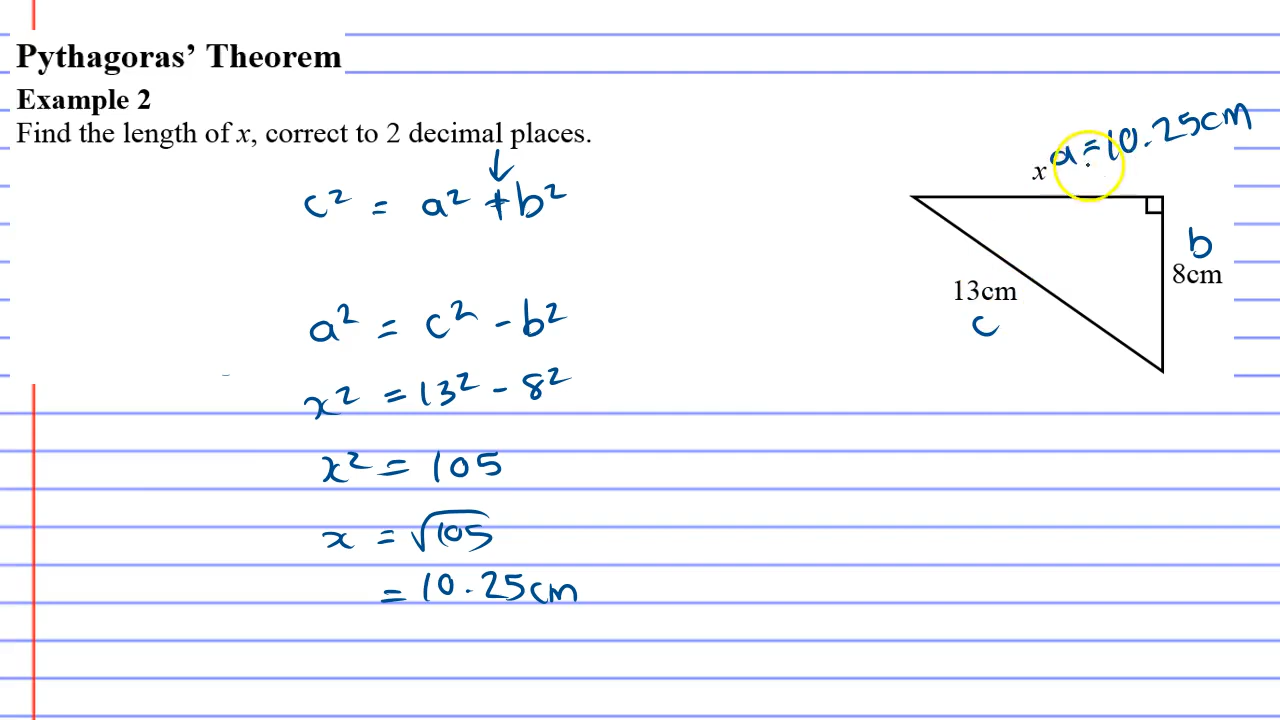 Pythagoras’ Theorem
Example 2
Find the length of x, correct to 2 decimal places.
c² = a² + b²
a² = c² - b²
x² = 13² - 8²
x² = 105
x = √105
= 10.25cm
x a = 10.25cm
b
8cm
13cm
c